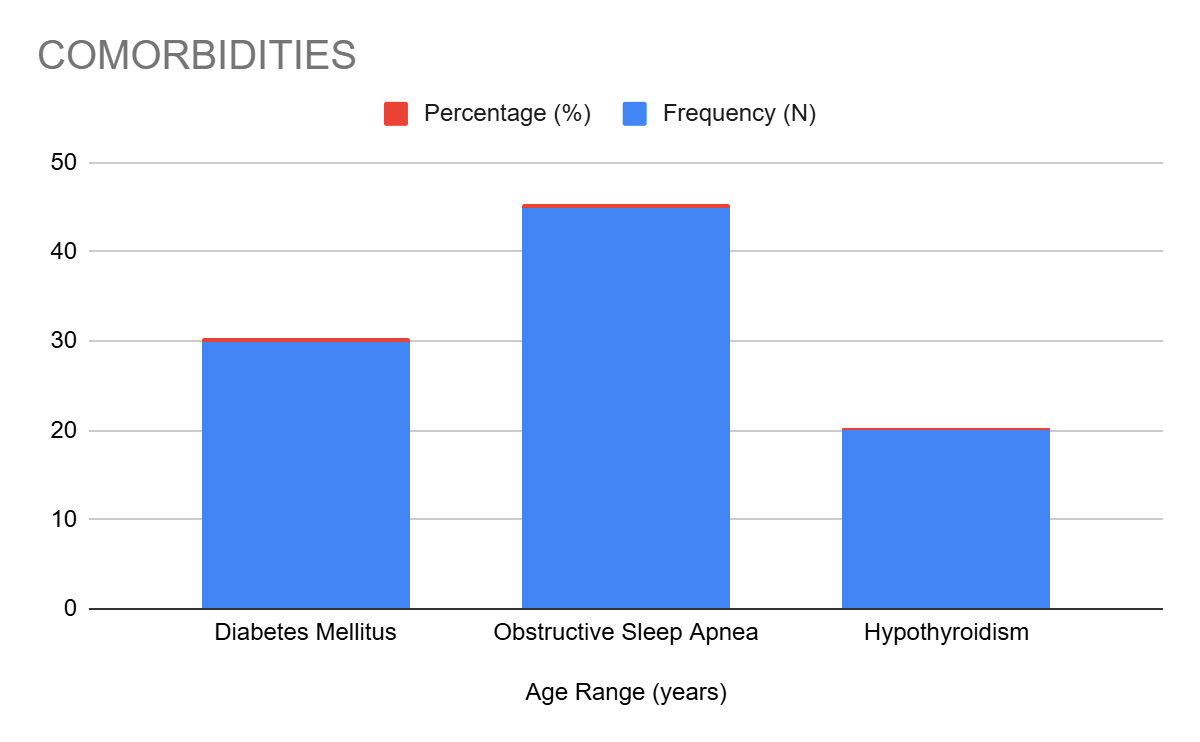 COMORBIDITIES
Percentage (%) Frequency (N)
50
40
30
20
10
0
Diabetes Mellitus Obstructive Sleep Apnea Hypothyroidism
Age Range (years)